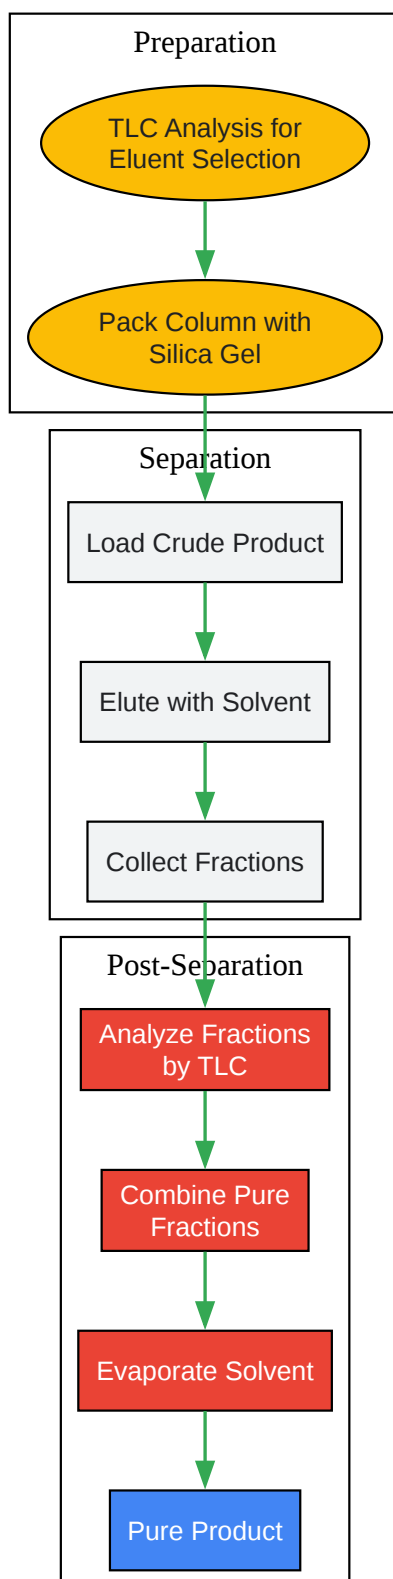 Preparation
TLC Analysis for
Eluent Selection
Pack Column with
Silica Gel
Separation
Load Crude Product
Elute with Solvent
Collect Fractions
Post-Separation
Analyze Fractions
by TLC
Combine Pure
Fractions
Evaporate Solvent
Pure Product